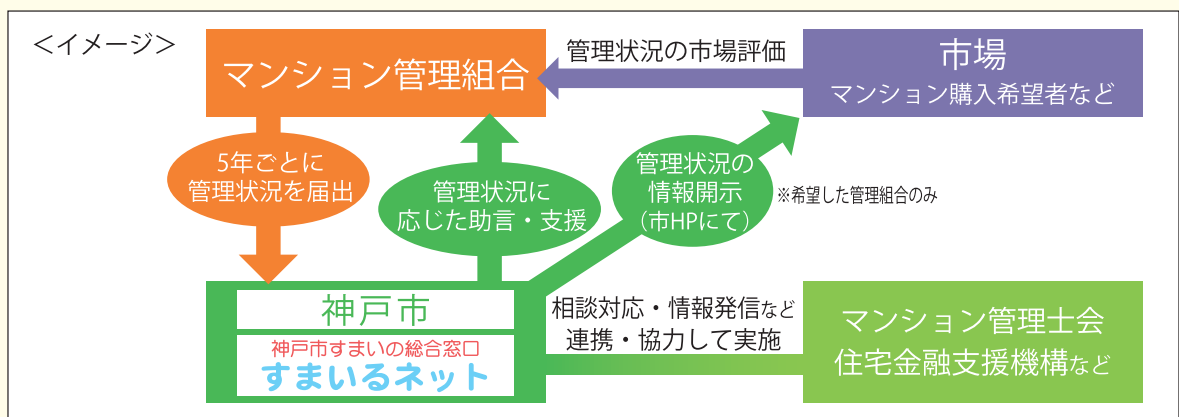 ＜イメージ＞
マンション管理組合
管理状況の市場評価
市場
マンション購入希望者など
5年ごとに
管理状況を届出
管理状況に
応じた助言・支援
管理状況の
情報開示
（市HPにて）
※希望した管理組合のみ
神戸市
神戸市すまいの総合窓口
すまいるネット
相談対応・情報発信など
連携・協力して実施
マンション管理士会
住宅金融支援機構など